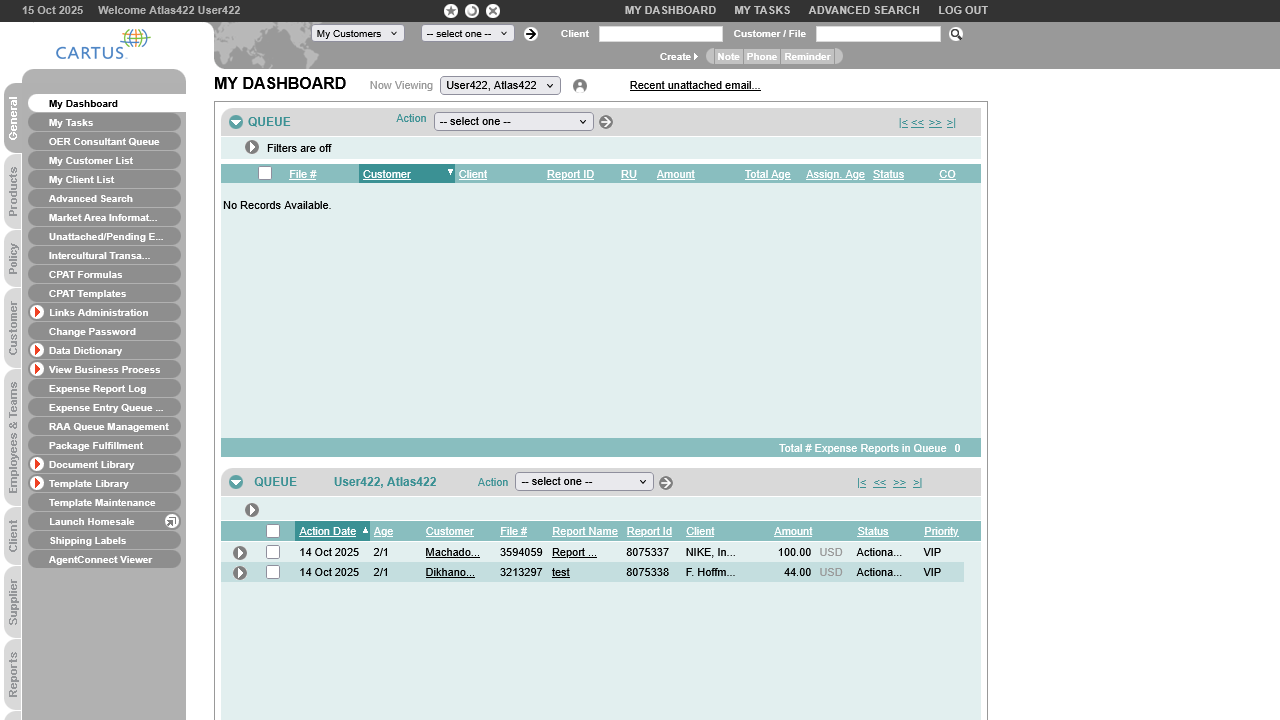 15 Oct 2025 Welcome Atlas422 User422 MY DASHBOARD MY TASKS ADVANCED SEARCH LOG OUT
CARTUS
My Customers -- select one -- Client Customer / File
Create Note Phone Reminder
MY DASHBOARD Now Viewing User422, Atlas422 Recent unattached email...
General
Products
Policy
Customer
Employees & Teams
Client
Supplier
Reports
My Dashboard
My Tasks
OER Consultant Queue
My Customer List
My Client List
Advanced Search
Market Area Informat...
Unattached/Pending E...
Intercultural Transa...
CPAT Formulas
CPAT Templates
Links Administration
Change Password
Data Dictionary
View Business Process
Expense Report Log
Expense Entry Queue ...
RAA Queue Management
Package Fulfillment
Document Library
Template Library
Template Maintenance
Launch Homesale
Shipping Labels
AgentConnect Viewer
QUEUE Action -- select one -- |< << >> >|
Filters are off
File # Customer Client Report ID RU Amount Total Age Assign. Age Status CO
No Records Available.
Total # Expense Reports in Queue 0
QUEUE User422, Atlas422 Action -- select one -- |< << >> >|
Action Date Age Customer File # Report Name Report Id Client Amount Status Priority
14 Oct 2025 2/1 Machado... 3594059 Report ... 8075337 NIKE, In... 100.00 USD Actiona... VIP
14 Oct 2025 2/1 Dikhano... 3213297 test 8075338 F. Hoffm... 44.00 USD Actiona... VIP